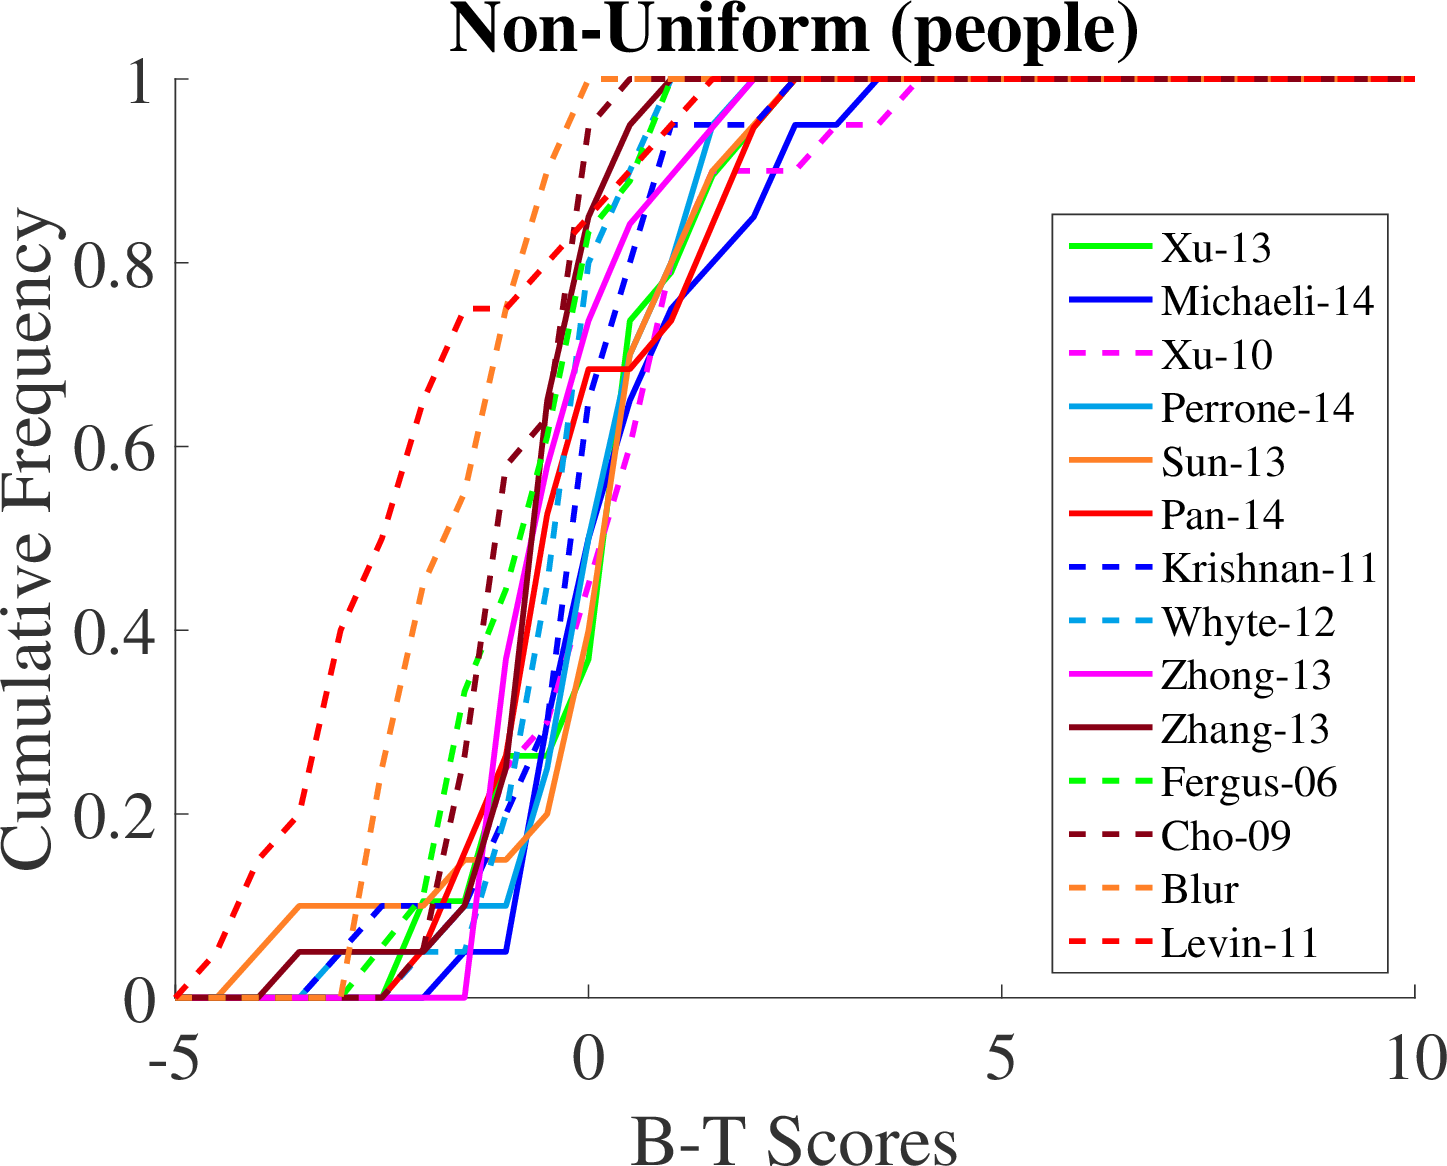 Non-Uniform (people)
Cumulative Frequency
1
0.8
0.6
0.4
0.2
0
-5
0
5
10
B-T Scores
Xu-13
Michaeli-14
Xu-10
Perrone-14
Sun-13
Pan-14
Krishnan-11
Whyte-12
Zhong-13
Zhang-13
Fergus-06
Cho-09
Blur
Levin-11